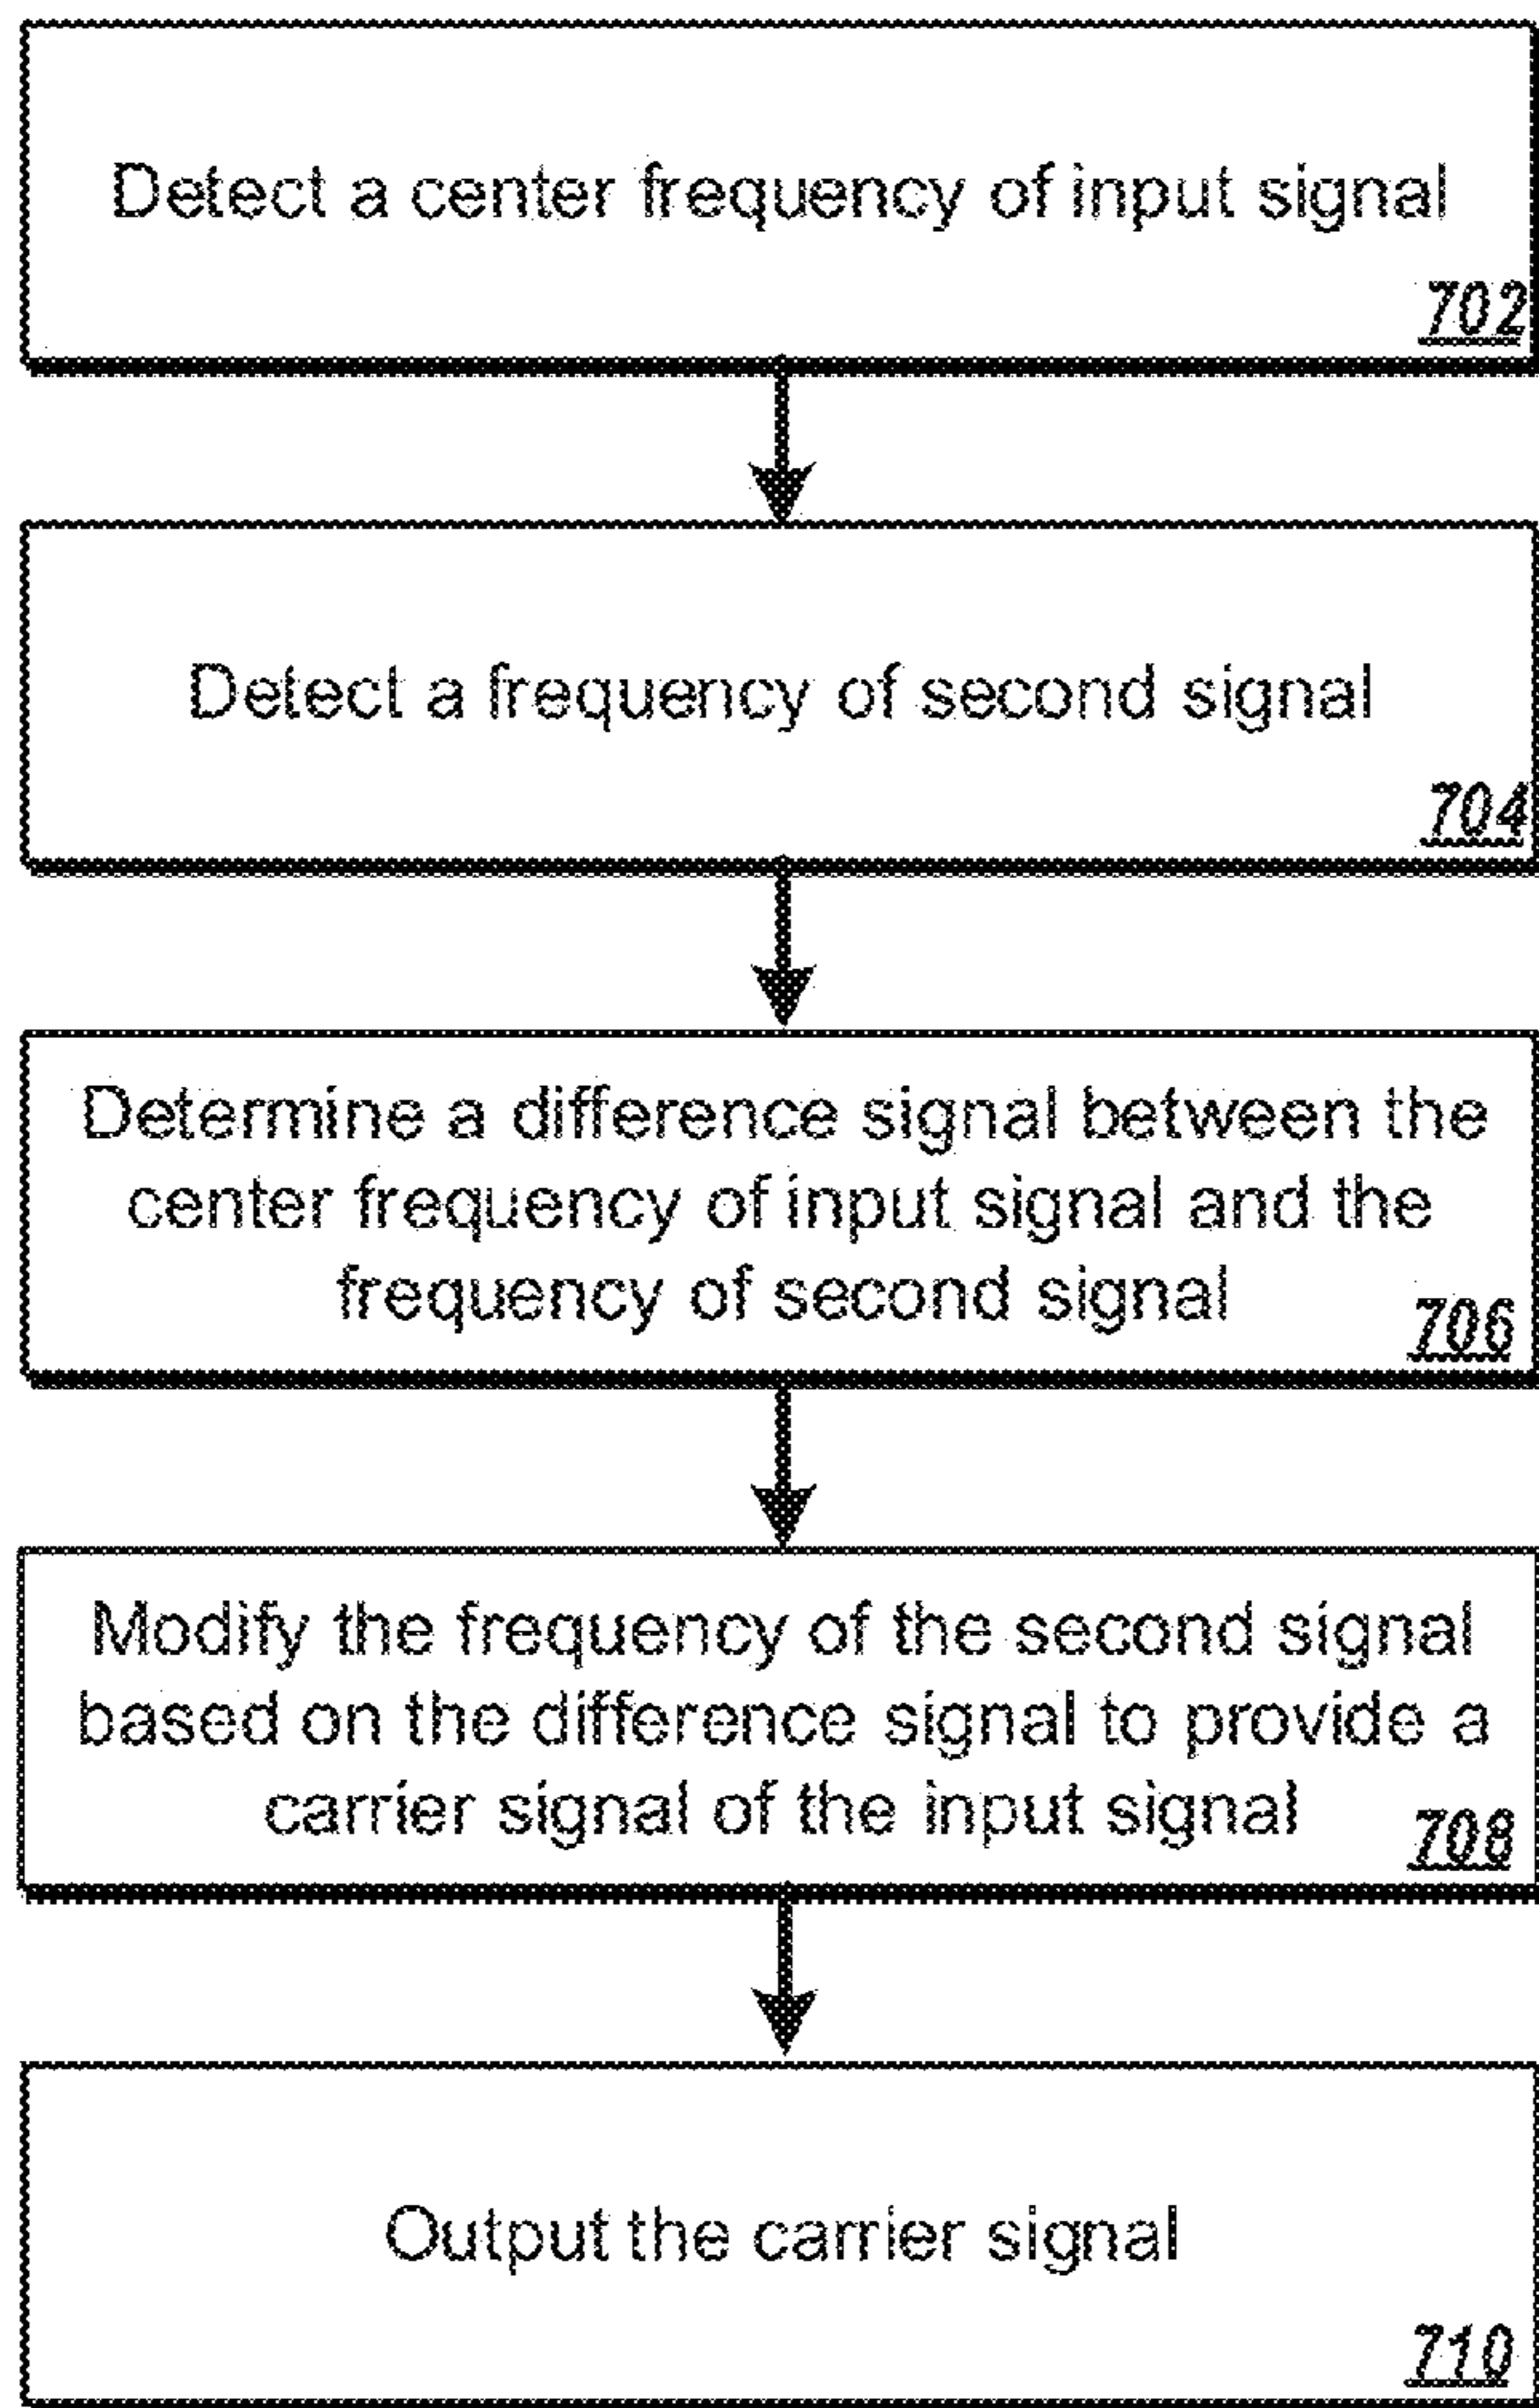 Detect a center frequency of input signal
702
Detect a frequency of second signal
704
Determine a difference signal between the
center frequency of input signal and the
frequency of second signal
706
Modify the frequency of the second signal
based on the difference signal to provide a
carrier signal of the input signal
708
Output the carrier signal
710